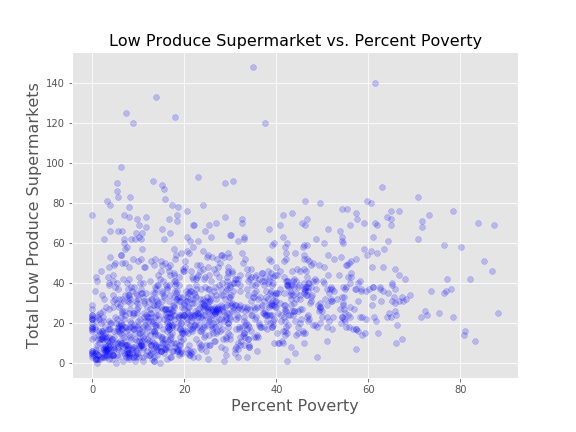 Low Produce Supermarket vs. Percent Poverty
Total Low Produce Supermarkets
140
120
100
80
60
40
20
0
0 20 40 60 80
Percent Poverty